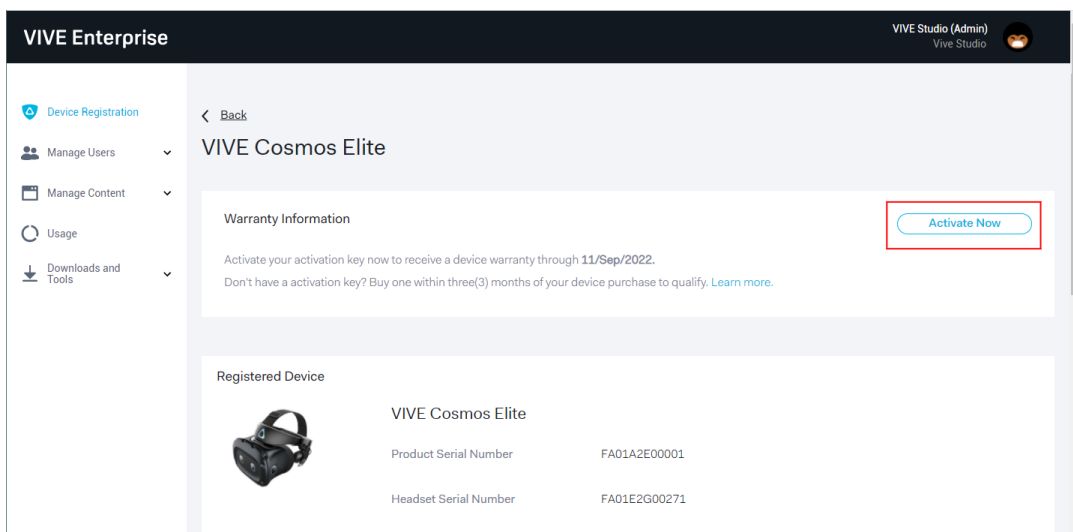 VIVE Enterprise
VIVE Studio (Admin)
Vive Studio
Device Registration
Manage Users
Manage Content
Usage
Downloads and
Tools
Back
VIVE Cosmos Elite
Warranty Information
Activate Now
Activate your activation key now to receive a device warranty through 11/Sep/2022.
Don't have a activation key? Buy one within three(3) months of your device purchase to qualify. Learn more.
Registered Device
VIVE Cosmos Elite
Product Serial Number FA01A2E00001
Headset Serial Number FA01E2G00271